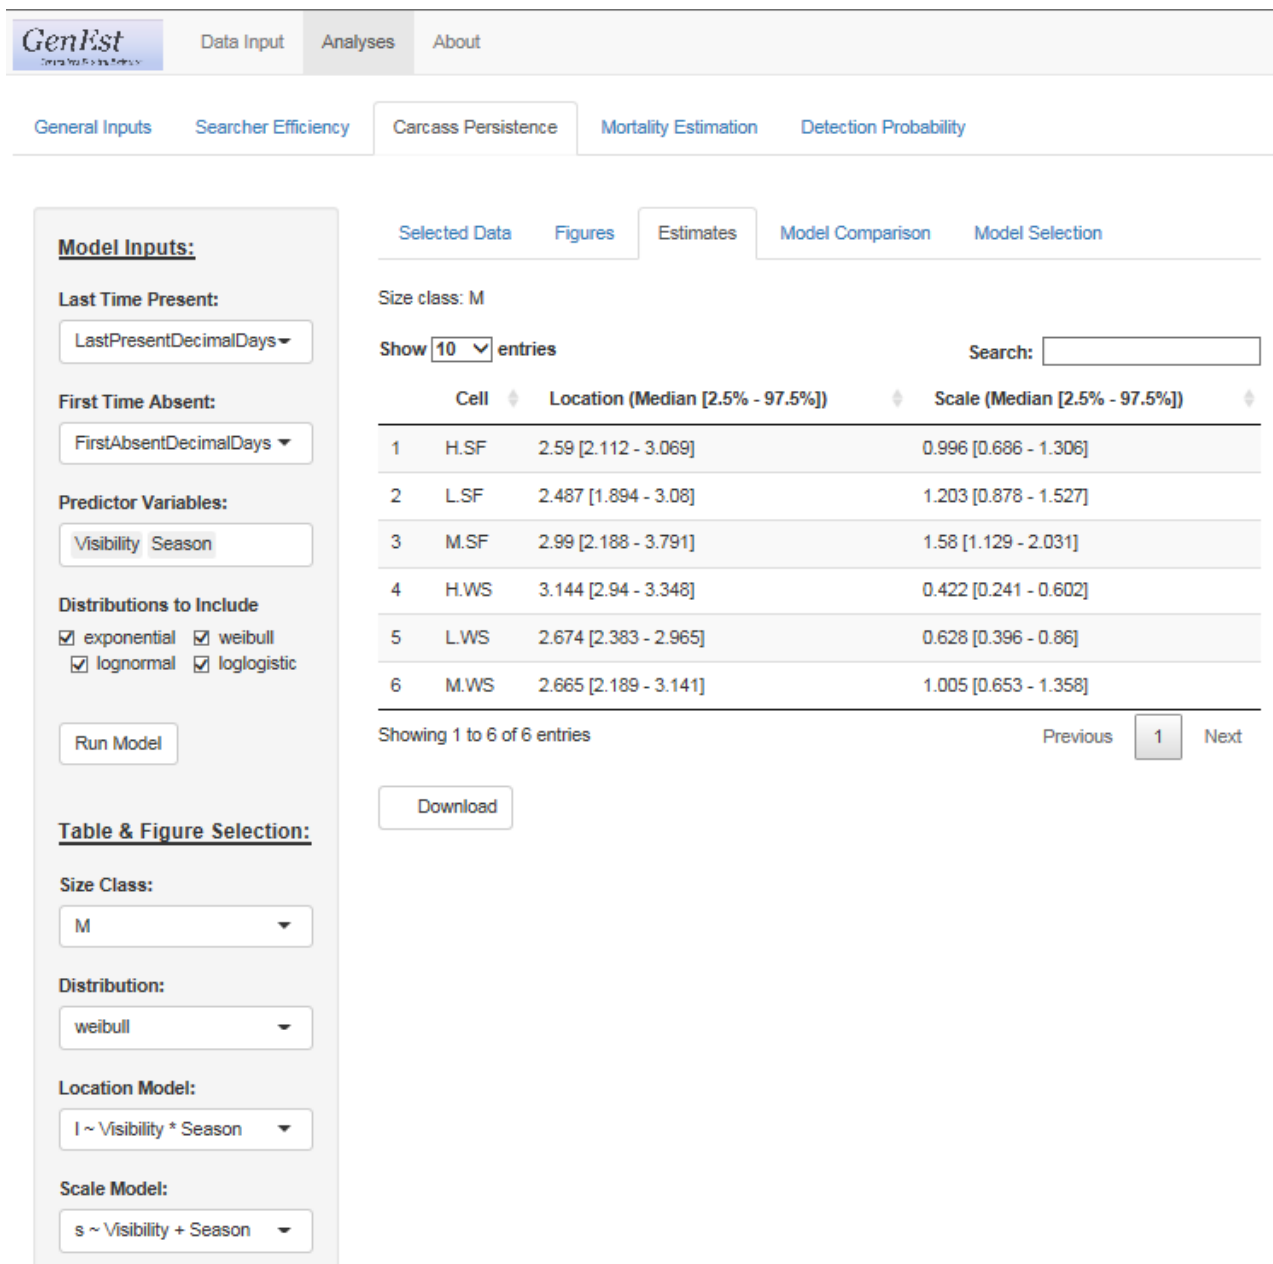 GenEst Data Input Analyses About
General Inputs Searcher Efficiency Carcass Persistence Mortality Estimation Detection Probability
Model Inputs:
Last Time Present:
LastPresentDecimalDays
First Time Absent:
FirstAbsentDecimalDays
Predictor Variables:
Visibility Season
Distributions to Include
exponential weibull
lognormal loglogistic
Run Model
Table & Figure Selection:
Size Class:
M
Distribution:
weibull
Location Model:
l ~ Visibility * Season
Scale Model:
s ~ Visibility + Season
Selected Data Figures Estimates Model Comparison Model Selection
Size class: M
Show 10 entries Search:
Cell Location (Median [2.5% - 97.5%]) Scale (Median [2.5% - 97.5%])
1 H.SF 2.59 [2.112 - 3.069] 0.996 [0.686 - 1.306]
2 L.SF 2.487 [1.894 - 3.08] 1.203 [0.878 - 1.527]
3 M.SF 2.99 [2.188 - 3.791] 1.58 [1.129 - 2.031]
4 H.WS 3.144 [2.94 - 3.348] 0.422 [0.241 - 0.602]
5 L.WS 2.674 [2.383 - 2.965] 0.628 [0.396 - 0.86]
6 M.WS 2.665 [2.189 - 3.141] 1.005 [0.653 - 1.358]
Showing 1 to 6 of 6 entries Previous 1 Next
Download